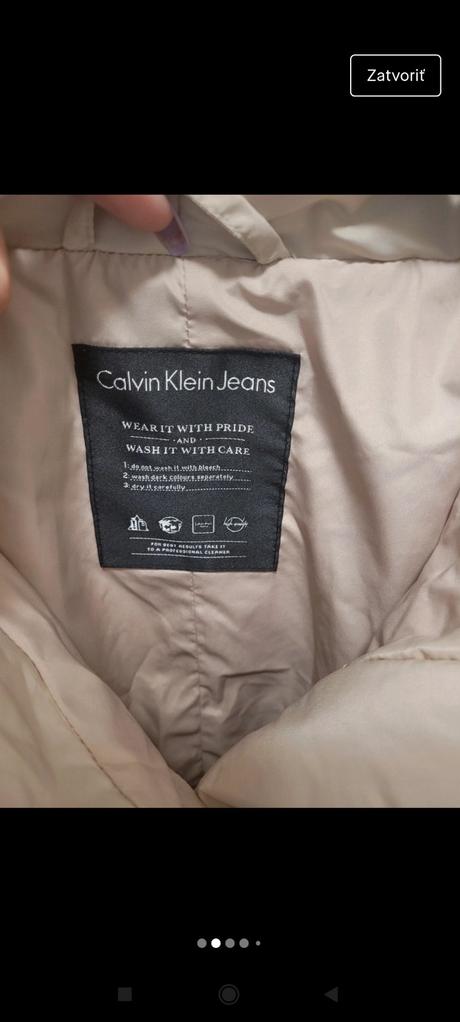 Zatvoriť
Calvin Klein Jeans
WEAR IT WITH PRIDE
· AND ·
WASH IT WITH CARE
1: do not wash it with bleach
2: wash dark colours separately
3: dry it carefully
FOR BEST RESULTS TAKE IT
TO A PROFESSIONAL CLEANER